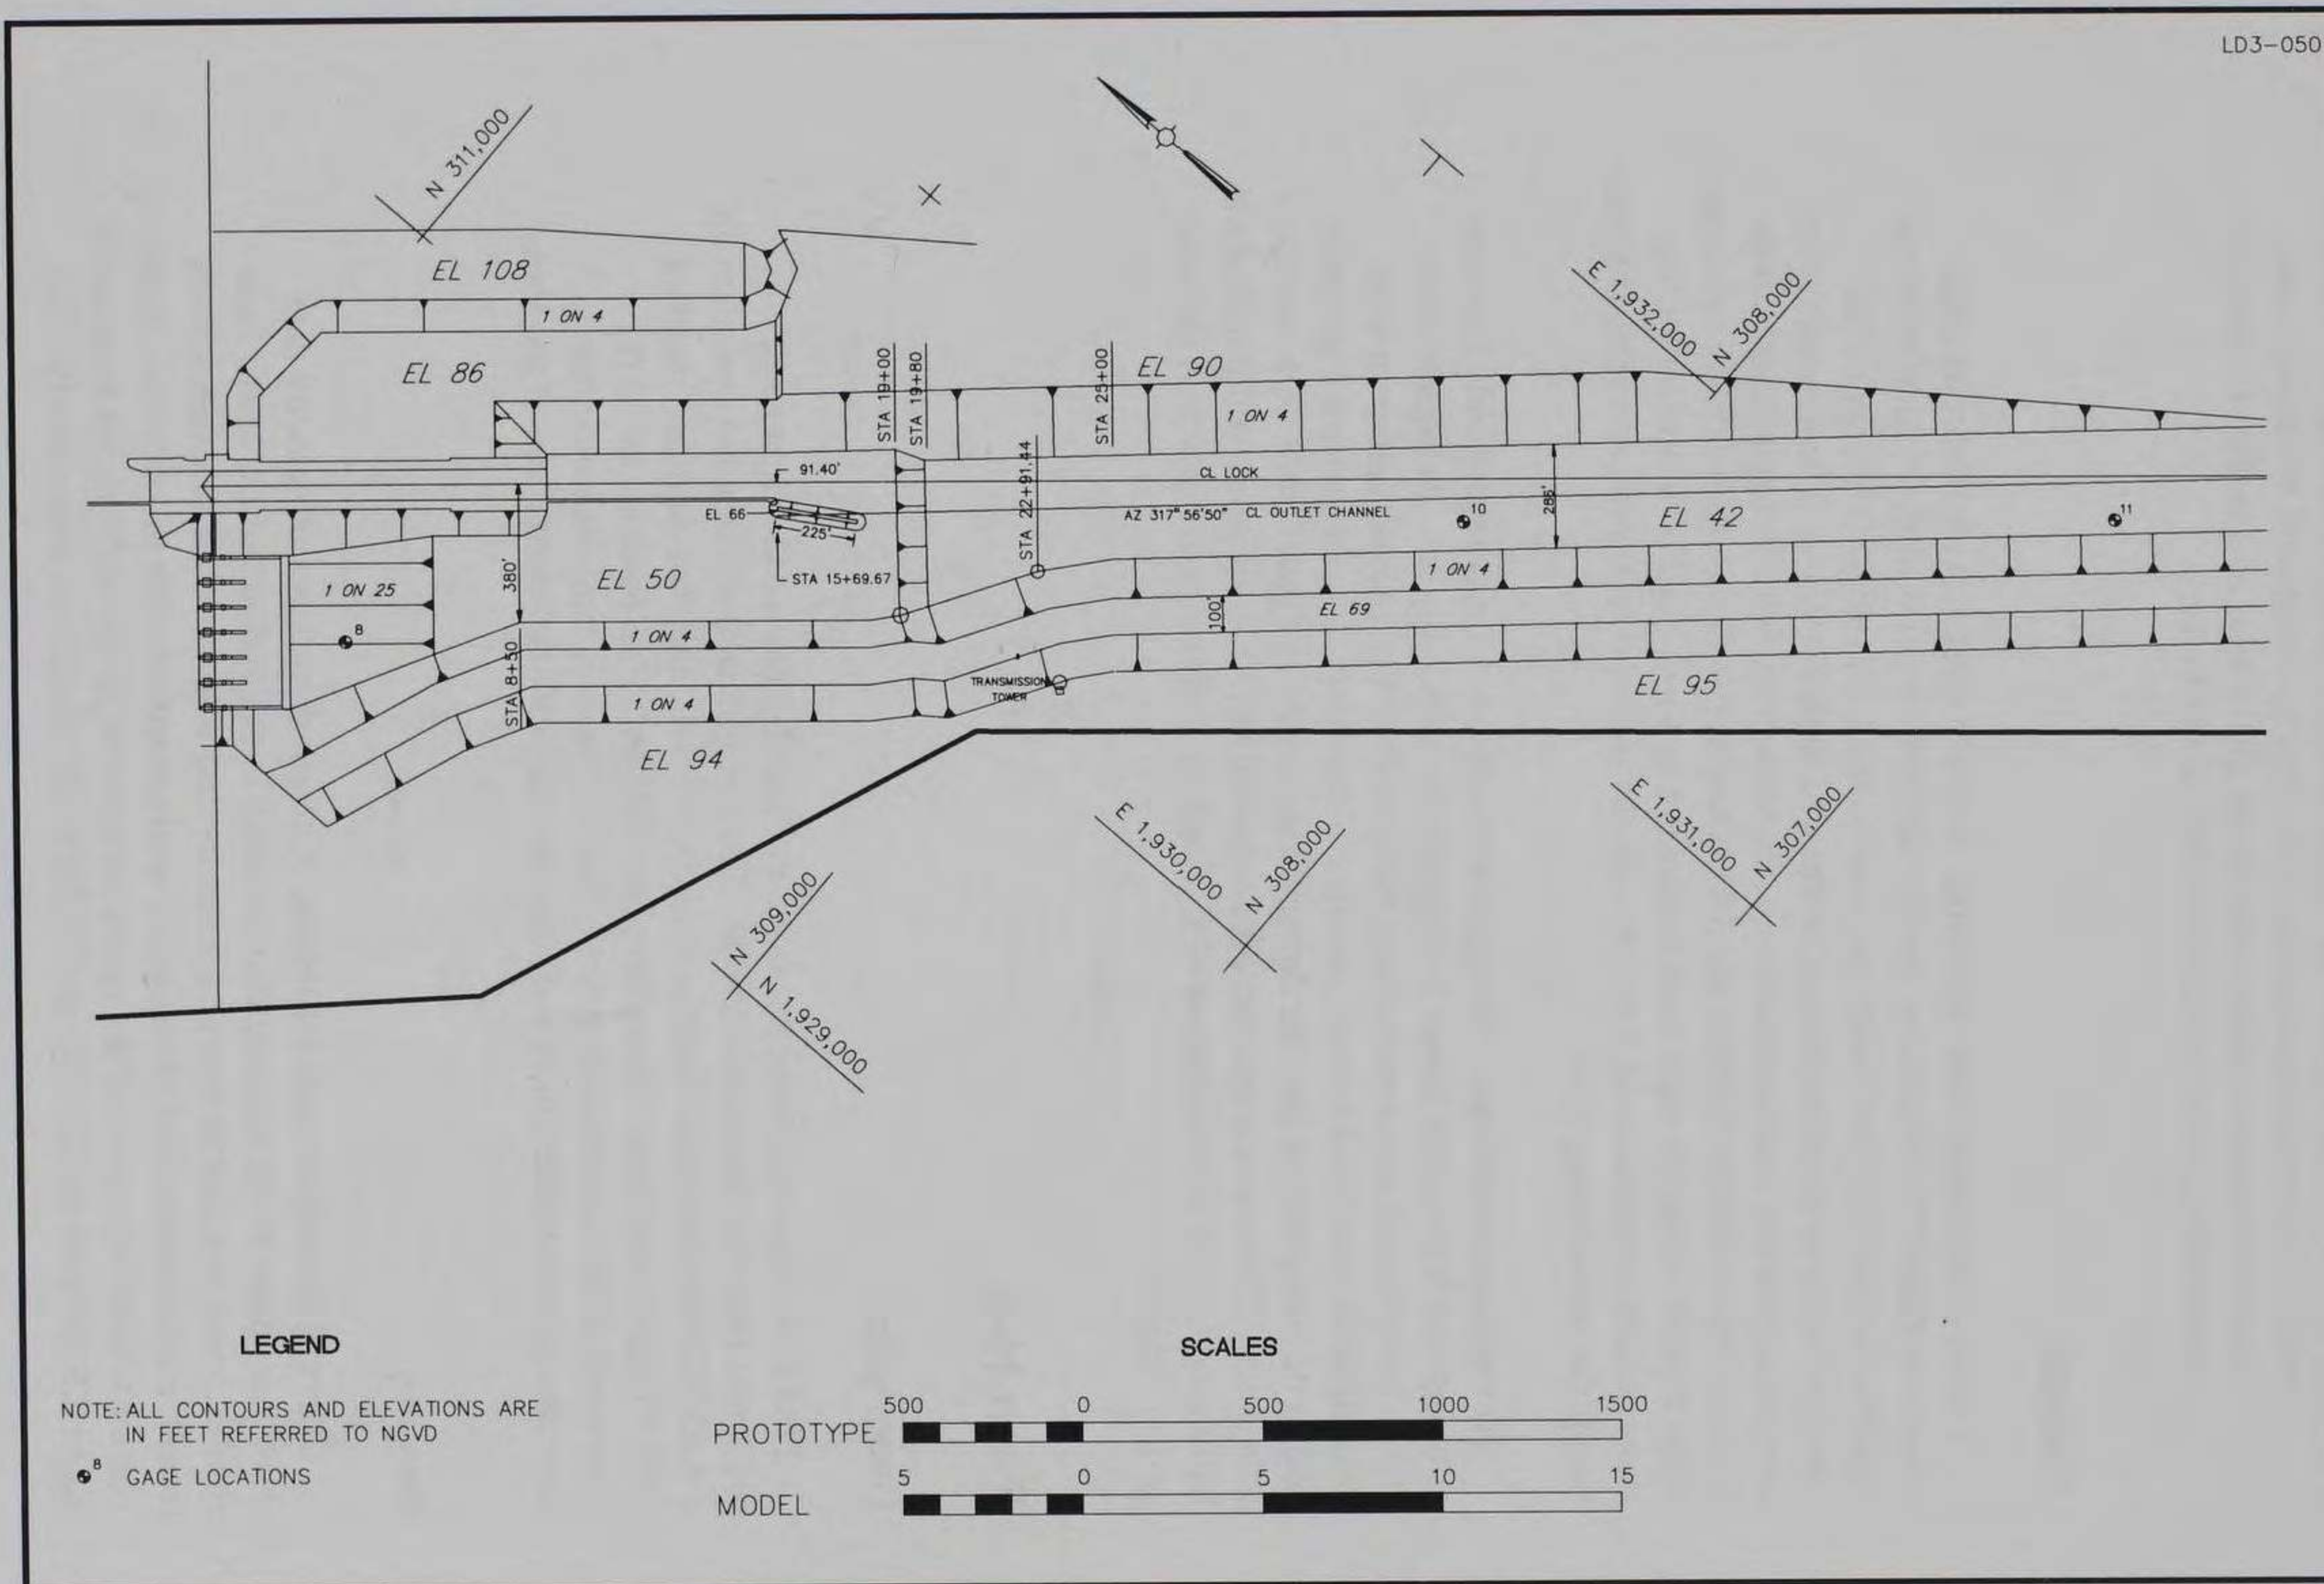 LD3-050
N 311,000
EL 108
1 ON 4
EL 86
STA 19+00
STA 19+80
STA 25+00
EL 90
1 ON 4
E 1,932,000
N 308,000
91.40'
STA 22+91.44
CL LOCK
EL 66
225'
AZ 317° 56'50" CL OUTLET CHANNEL
10
EL 42
11
STA 15+69.67
380'
1 ON 25
8
EL 50
1 ON 4
1 ON 4
100'
EL 69
STA 8+50
1 ON 4
TRANSMISSION
TOWER
EL 95
EL 94
E 1,930,000
N 308,000
E 1,931,000
N 307,000
N 309,000
N 1,929,000
LEGEND
NOTE: ALL CONTOURS AND ELEVATIONS ARE
IN FEET REFERRED TO NGVD
8 GAGE LOCATIONS
SCALES
500 0 500 1000 1500
PROTOTYPE
5 0 5 10 15
MODEL